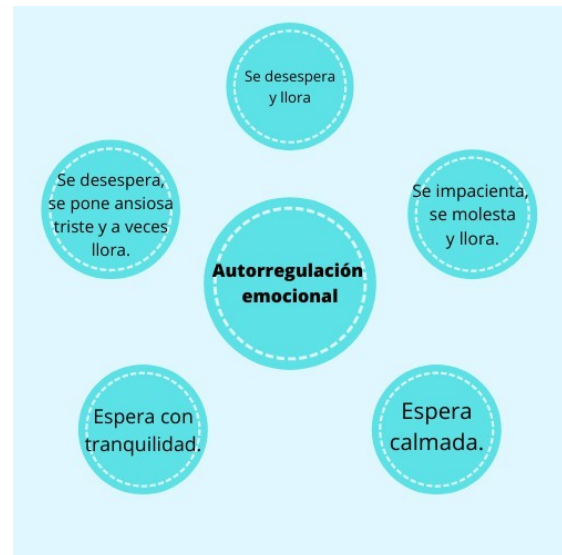 Se desespera
y llora
Se desespera,
se pone ansiosa
triste y a veces
llora.
Se impacienta,
se molesta
y llora.
Autorregulación
emocional
Espera con
tranquilidad.
Espera
calmada.